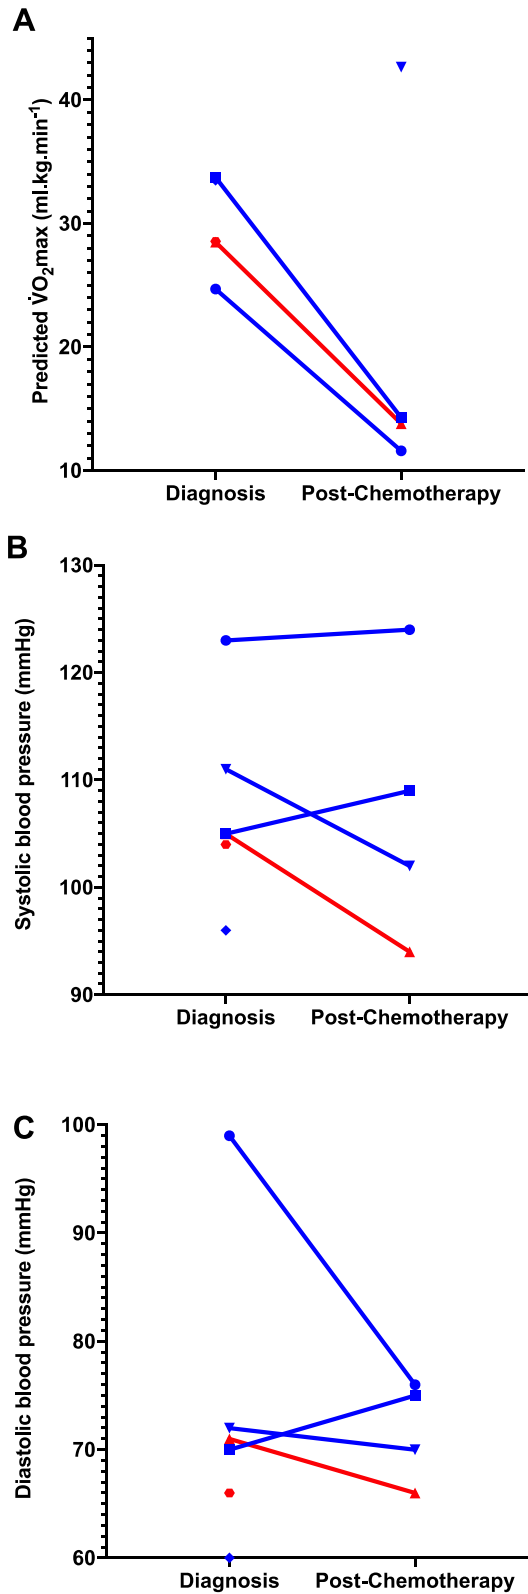 A
Predicted V̇O₂max (ml.kg.min⁻¹)
40
30
20
10
Diagnosis Post-Chemotherapy
B
Systolic blood pressure (mmHg)
130
120
110
100
90
Diagnosis Post-Chemotherapy
C
Diastolic blood pressure (mmHg)
100
90
80
70
60
Diagnosis Post-Chemotherapy